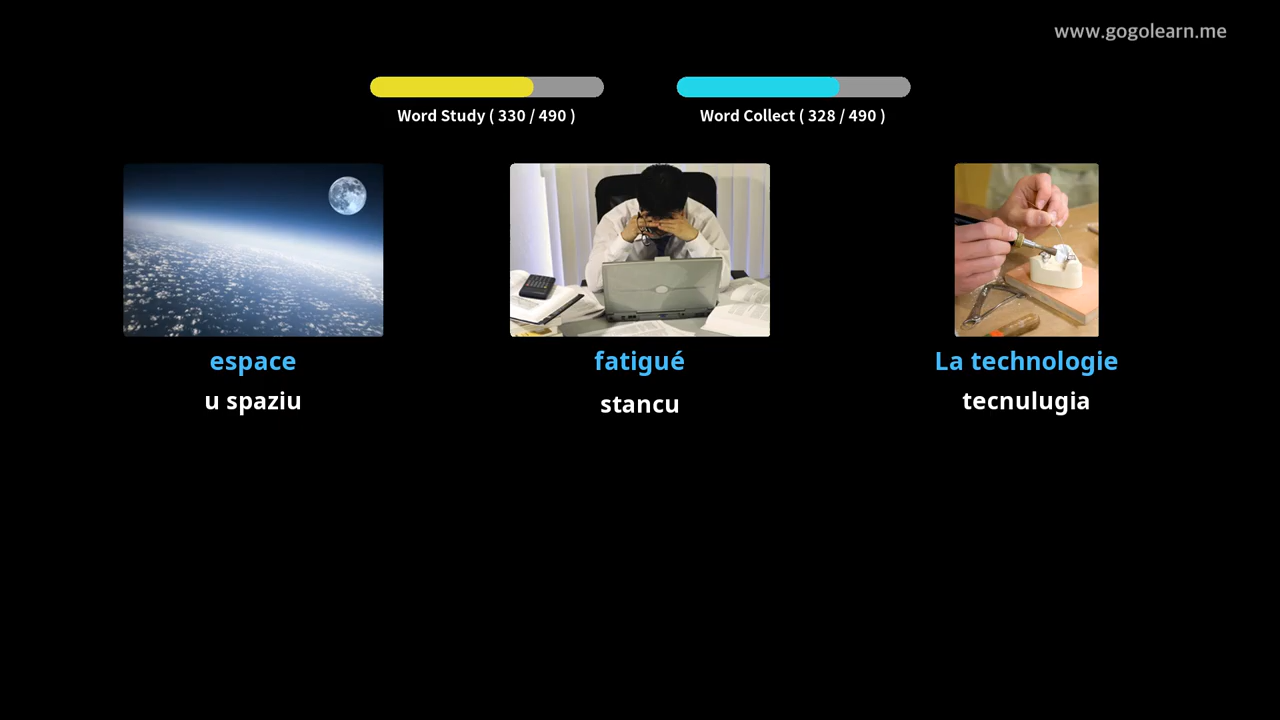 www.gogolearn.me
Word Study ( 330 / 490 )
Word Collect ( 328 / 490 )
espace
u spaziu
fatigué
stancu
La technologie
tecnulugia